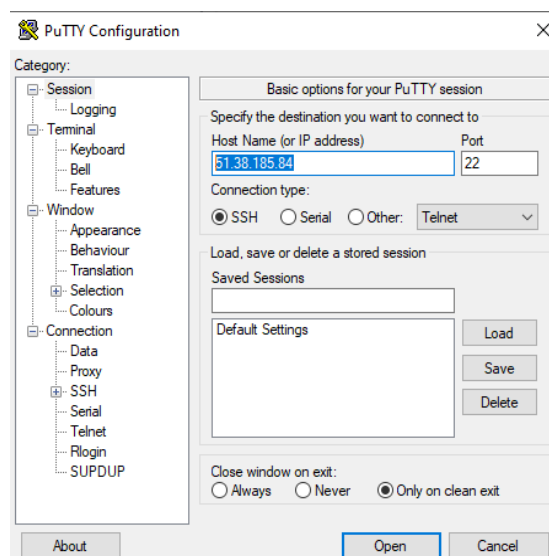 PuTTY Configuration
Category:
Session
Logging
Terminal
Keyboard
Bell
Features
Window
Appearance
Behaviour
Translation
Selection
Colours
Connection
Data
Proxy
SSH
Serial
Telnet
Rlogin
SUPDUP
Basic options for your PuTTY session
Specify the destination you want to connect to
Host Name (or IP address) Port
51.38.185.84 22
Connection type:
SSH Serial Other: Telnet
Load, save or delete a stored session
Saved Sessions
Default Settings
Load
Save
Delete
Close window on exit:
Always Never Only on clean exit
About Open Cancel